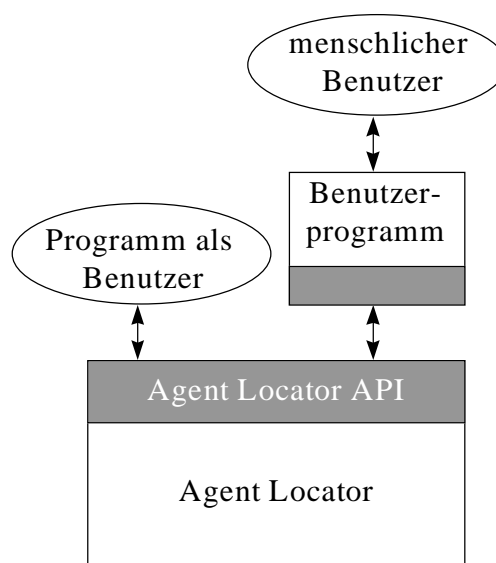 menschlicher
Benutzer
Benutzer-
programm
Programm als
Benutzer
Agent Locator API
Agent Locator